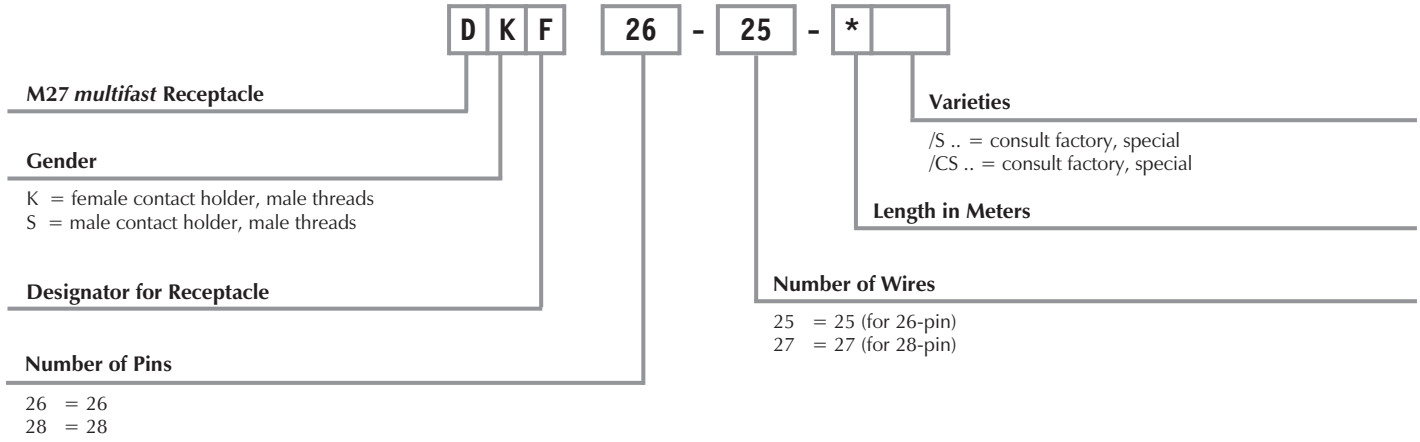 D K F 26 - 25 - *
M27 multifast Receptacle
Gender
K = female contact holder, male threads
S = male contact holder, male threads
Designator for Receptacle
Number of Pins
26 = 26
28 = 28
Varieties
/S .. = consult factory, special
/CS .. = consult factory, special
Length in Meters
Number of Wires
25 = 25 (for 26-pin)
27 = 27 (for 28-pin)